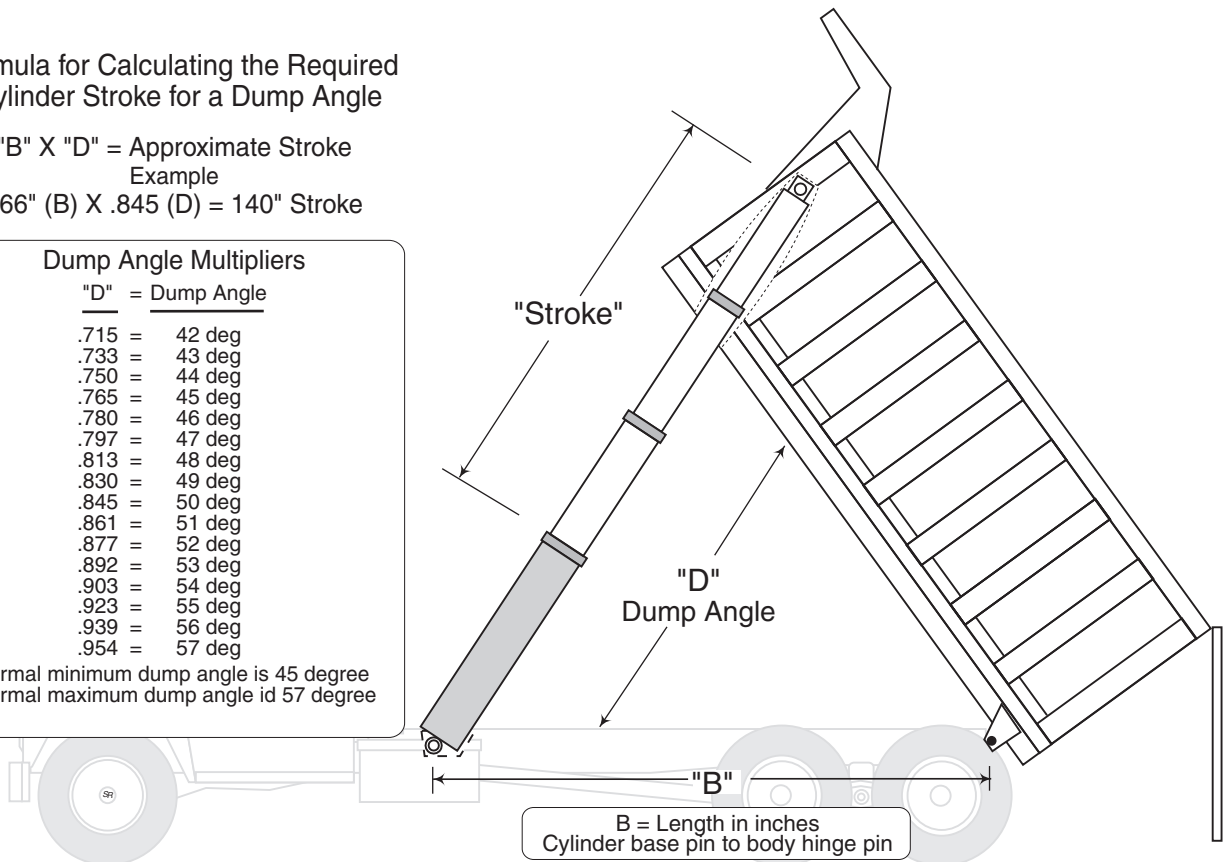 mula for Calculating the Required
ylinder Stroke for a Dump Angle
"B" X "D" = Approximate Stroke
Example
66" (B) X .845 (D) = 140" Stroke
Dump Angle Multipliers
"D" = Dump Angle
.715 = 42 deg
.733 = 43 deg
.750 = 44 deg
.765 = 45 deg
.780 = 46 deg
.797 = 47 deg
.813 = 48 deg
.830 = 49 deg
.845 = 50 deg
.861 = 51 deg
.877 = 52 deg
.892 = 53 deg
.903 = 54 deg
.923 = 55 deg
.939 = 56 deg
.954 = 57 deg
rmal minimum dump angle is 45 degree
rmal maximum dump angle id 57 degree
"Stroke"
"D"
Dump Angle
"B"
B = Length in inches
Cylinder base pin to body hinge pin
SR